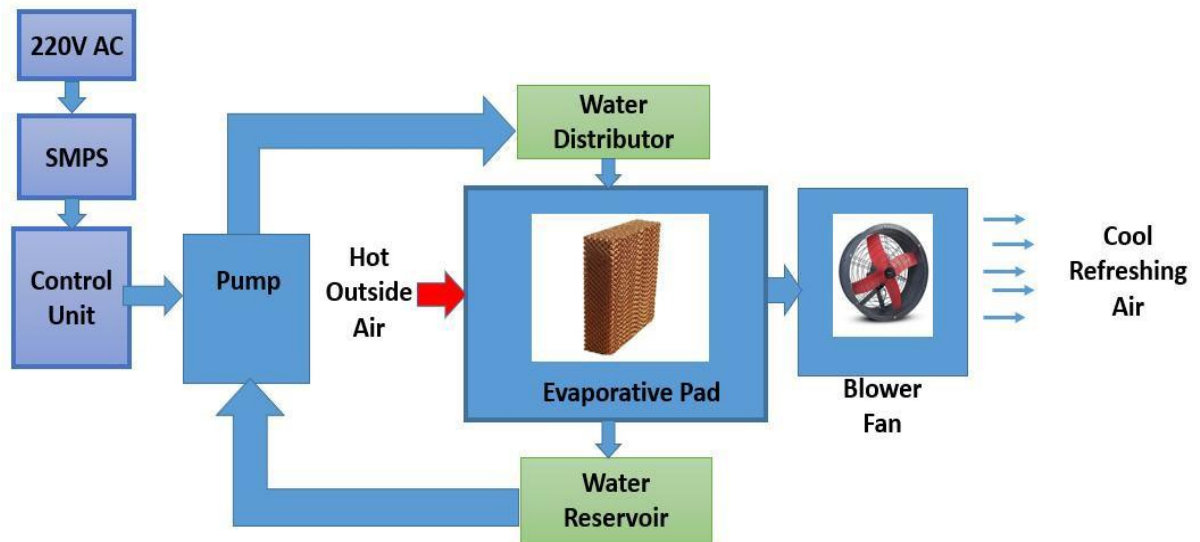 220V AC
SMPS
Control
Unit
Pump
Hot
Outside
Air
Water
Distributor
Evaporative Pad
Water
Reservoir
Blower
Fan
Cool
Refreshing
Air